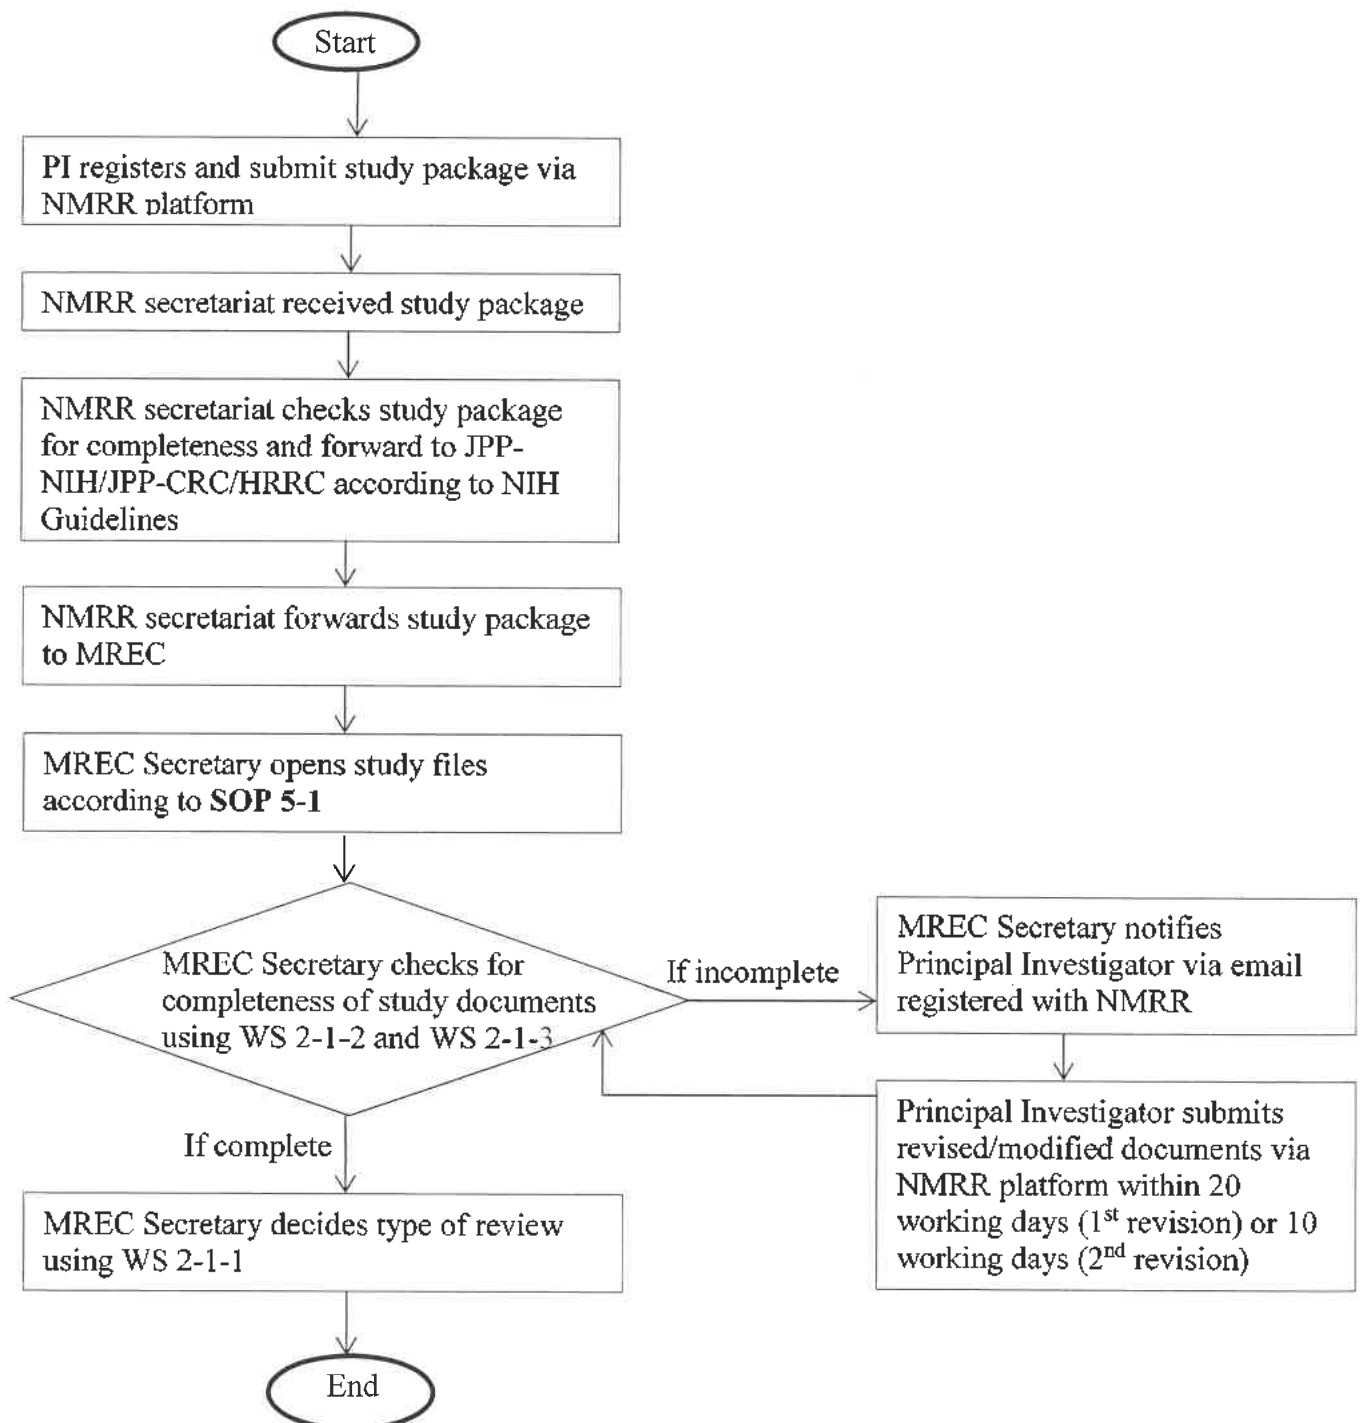 Start
PI registers and submit study package via
NMRR platform
NMRR secretariat received study package
NMRR secretariat checks study package
for completeness and forward to JPP-
NIH/JPP-CRC/HRRC according to NIH
Guidelines
NMRR secretariat forwards study package
to MREC
MREC Secretary opens study files
according to SOP 5-1
MREC Secretary checks for
completeness of study documents
using WS 2-1-2 and WS 2-1-3
If incomplete
MREC Secretary notifies
Principal Investigator via email
registered with NMRR
Principal Investigator submits
revised/modified documents via
NMRR platform within 20
working days (1st revision) or 10
working days (2nd revision)
If complete
MREC Secretary decides type of review
using WS 2-1-1
End